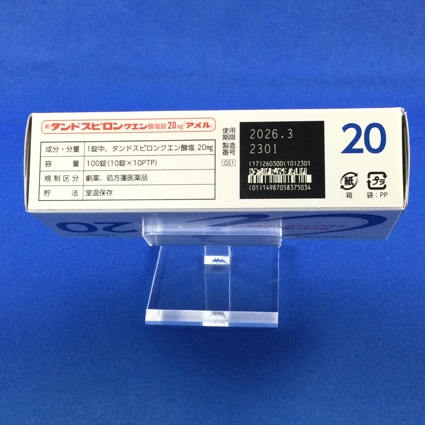 タンドスピロンクエン酸塩錠20mg「アメル」
成分・分量 1錠中、タンドスピロンクエン酸塩 20mg
容量 100錠(10錠×10PTP)
規制区分 劇薬、処方箋医薬品
貯法 室温保存
使用期限 2026.3
製造番号 2301
GS1
(17)260300(10)2301
(01)14987058375034
20
紙
箱
プラ
袋:PP
20